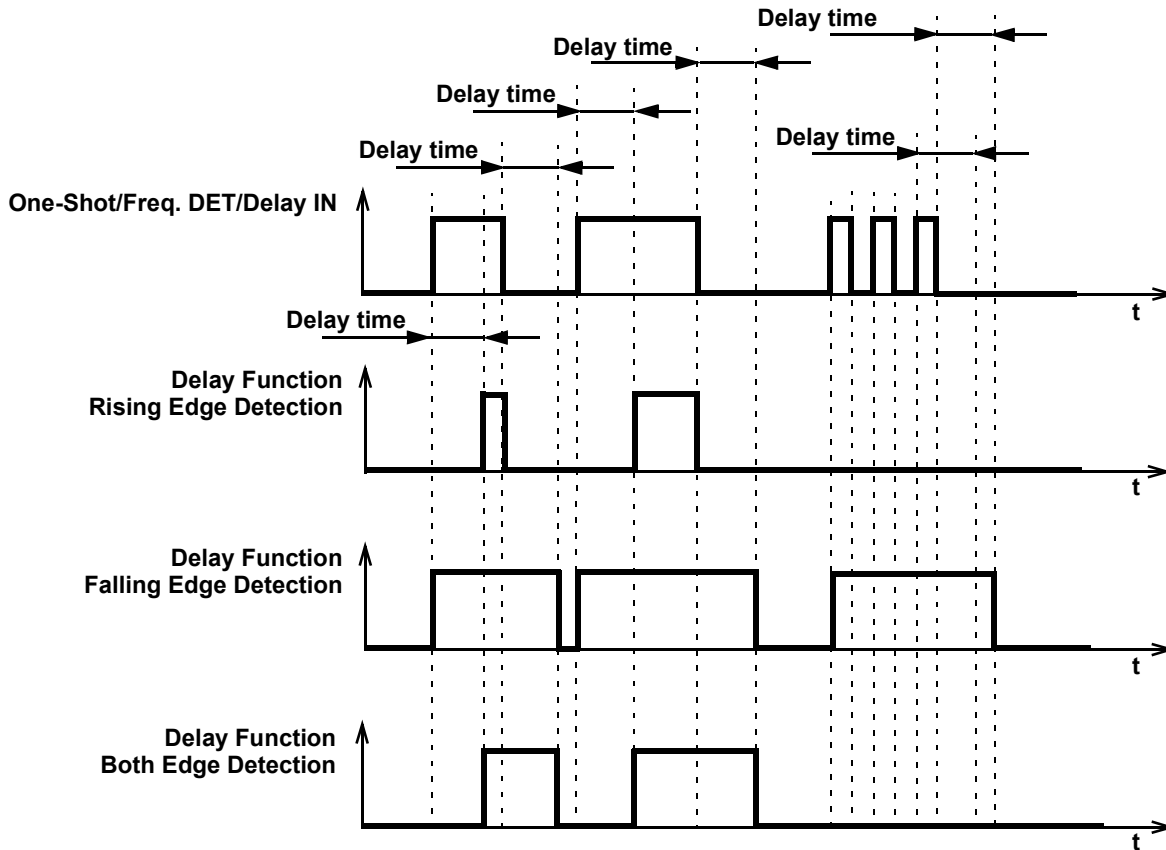 Delay time
Delay time
Delay time
Delay time
Delay time
One-Shot/Freq. DET/Delay IN
t
Delay time
Delay Function
Rising Edge Detection
t
Delay Function
Falling Edge Detection
t
Delay Function
Both Edge Detection
t